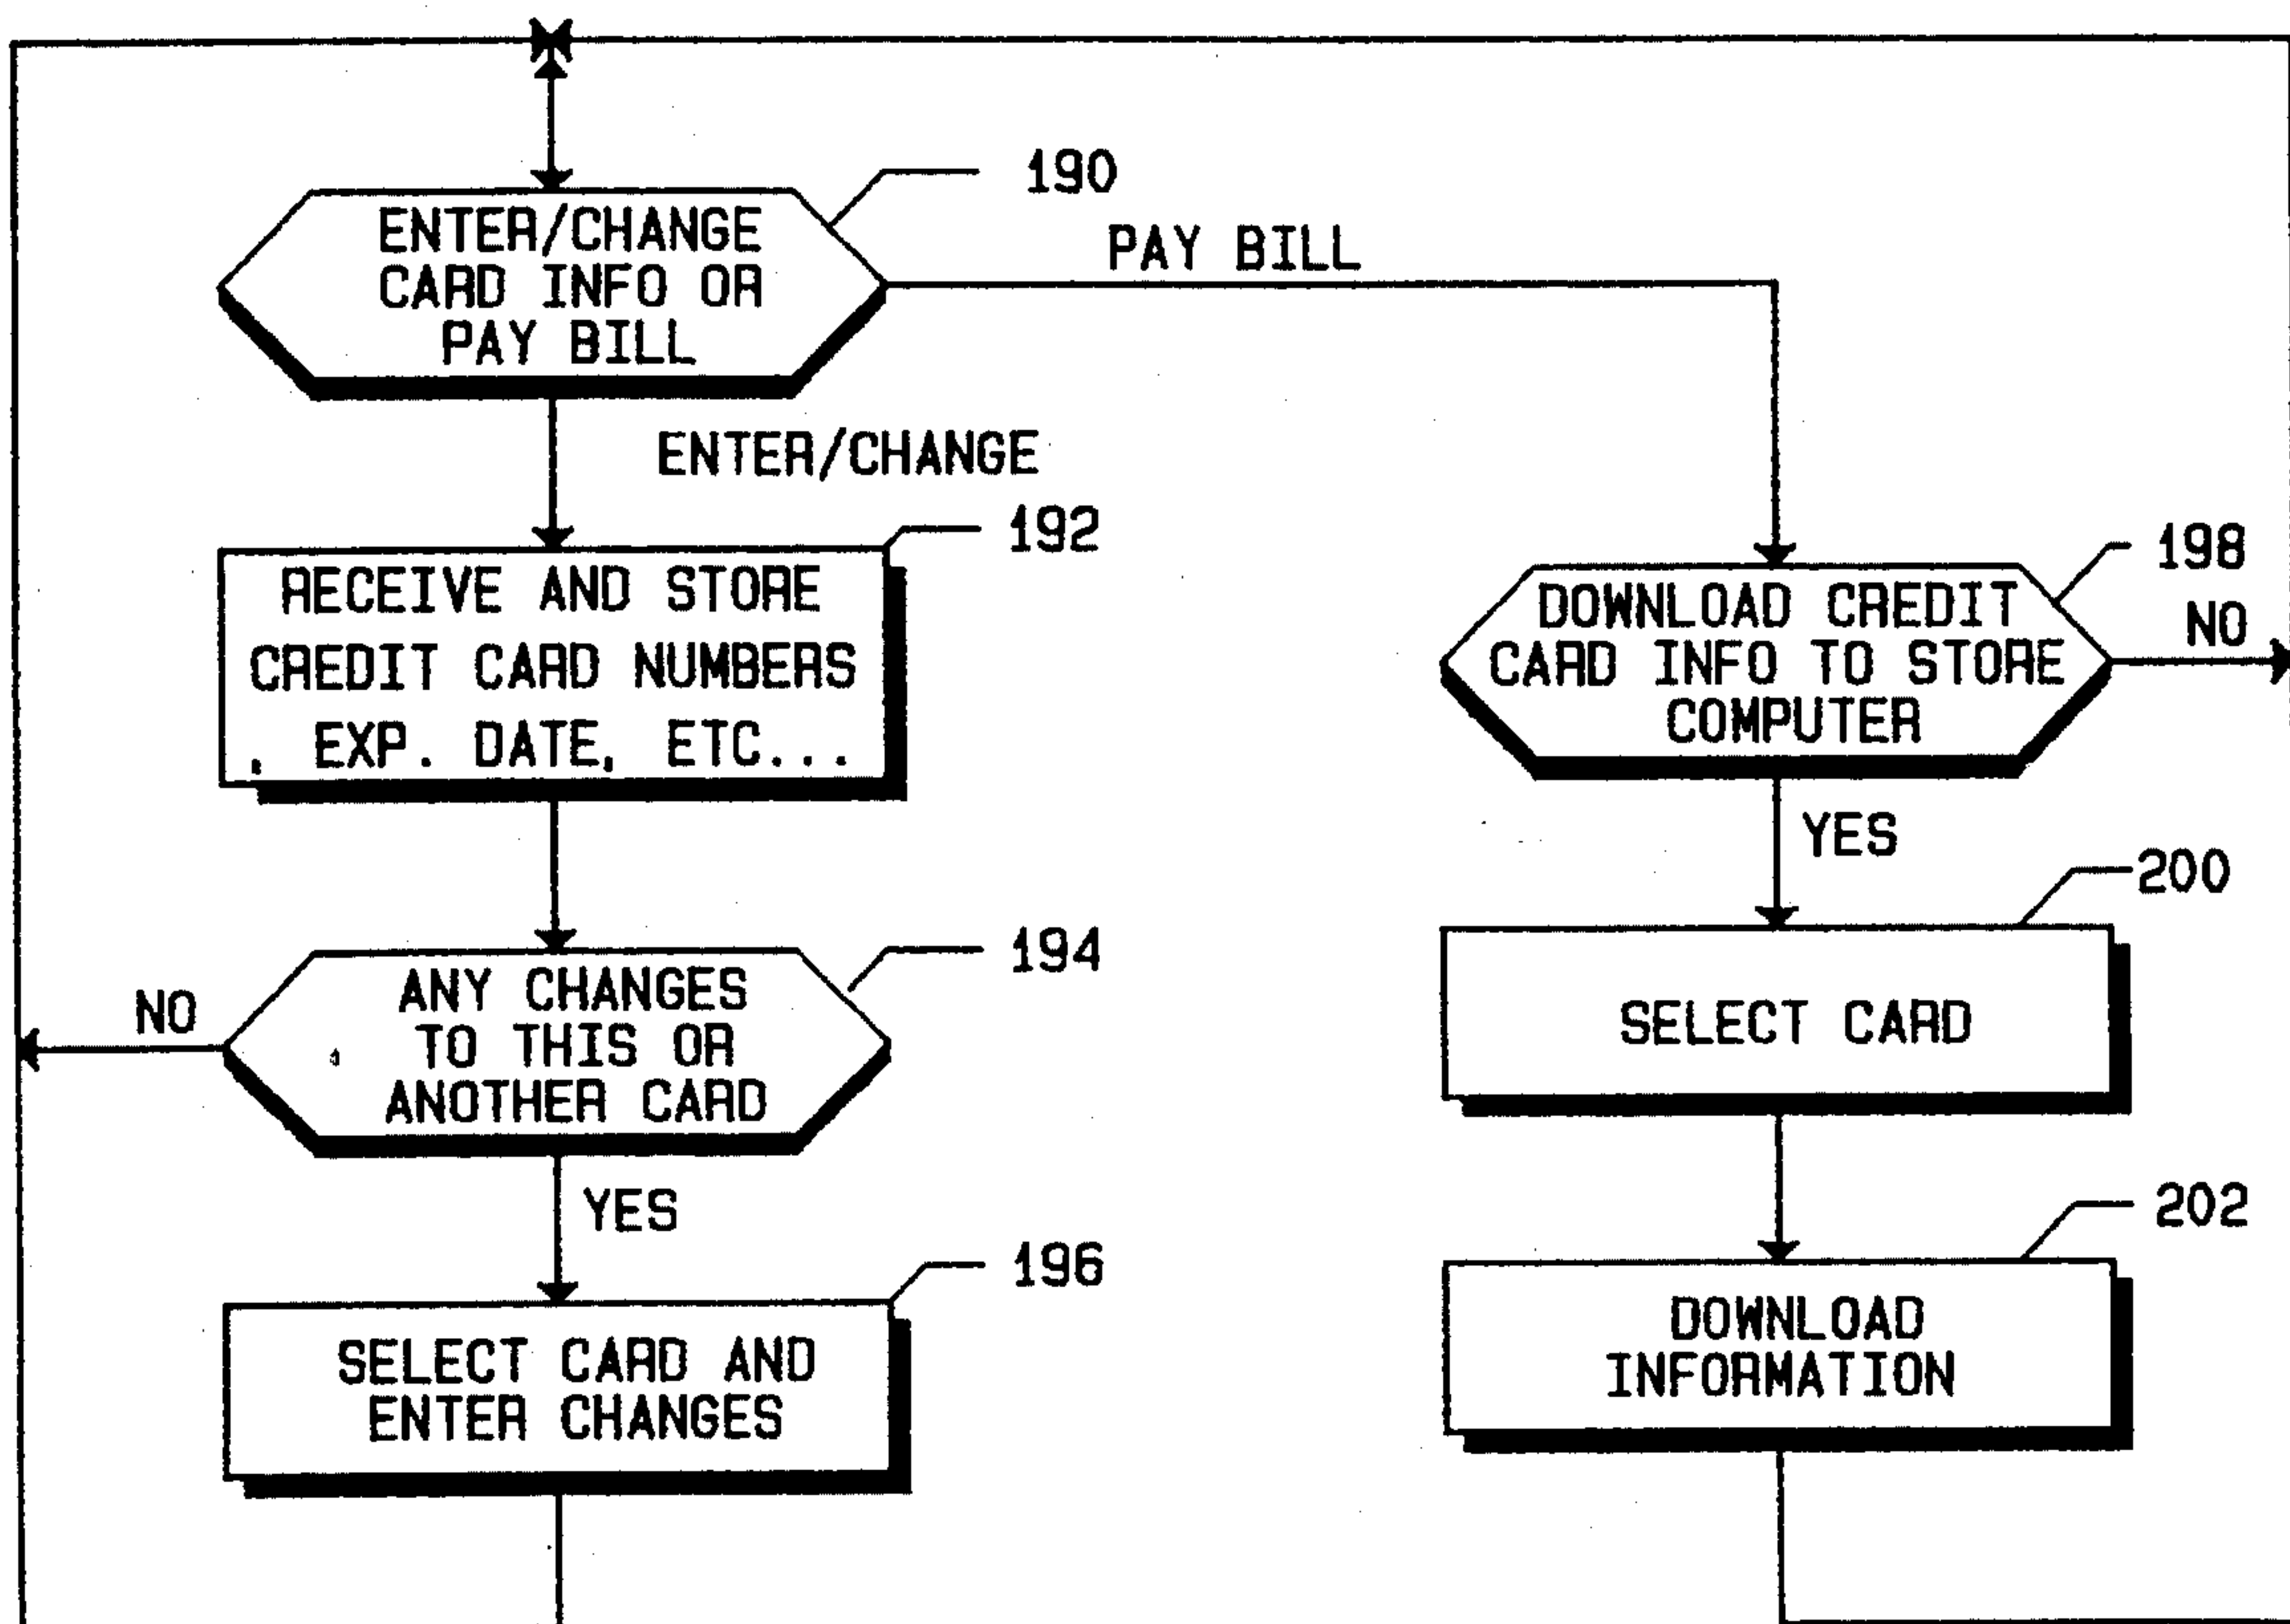 190
ENTER/CHANGE
CARD INFO OR
PAY BILL
PAY BILL
ENTER/CHANGE
192
RECEIVE AND STORE
CREDIT CARD NUMBERS
, EXP. DATE, ETC...
198
DOWNLOAD CREDIT
CARD INFO TO STORE
COMPUTER
NO
YES
194
ANY CHANGES
TO THIS OR
ANOTHER CARD
NO
YES
200
SELECT CARD
196
SELECT CARD AND
ENTER CHANGES
202
DOWNLOAD
INFORMATION